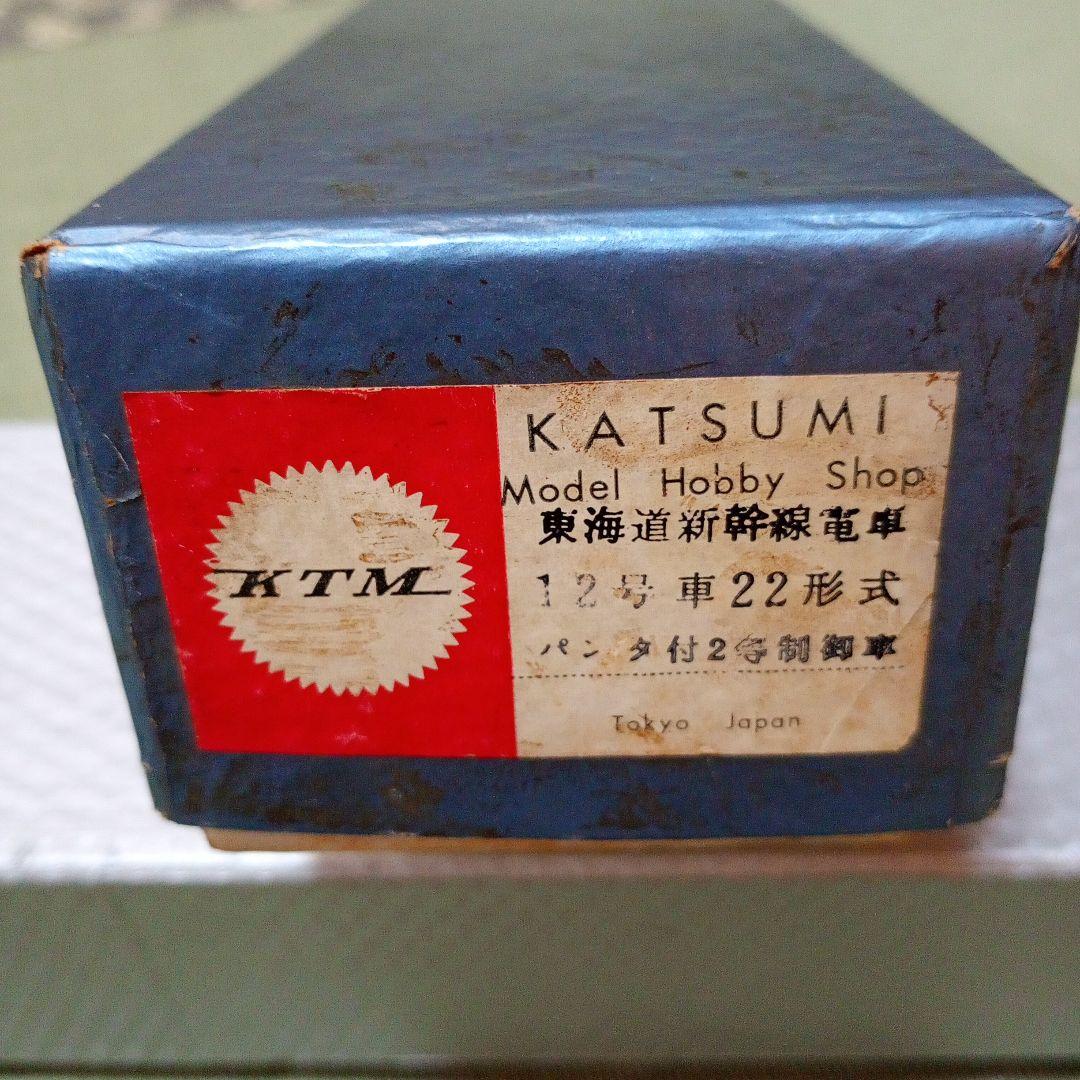 KTM
KATSUMI
Model Hobby Shop
東海道新幹線電車
12号車22形式
パンタ付2等制御車
Tokyo Japan